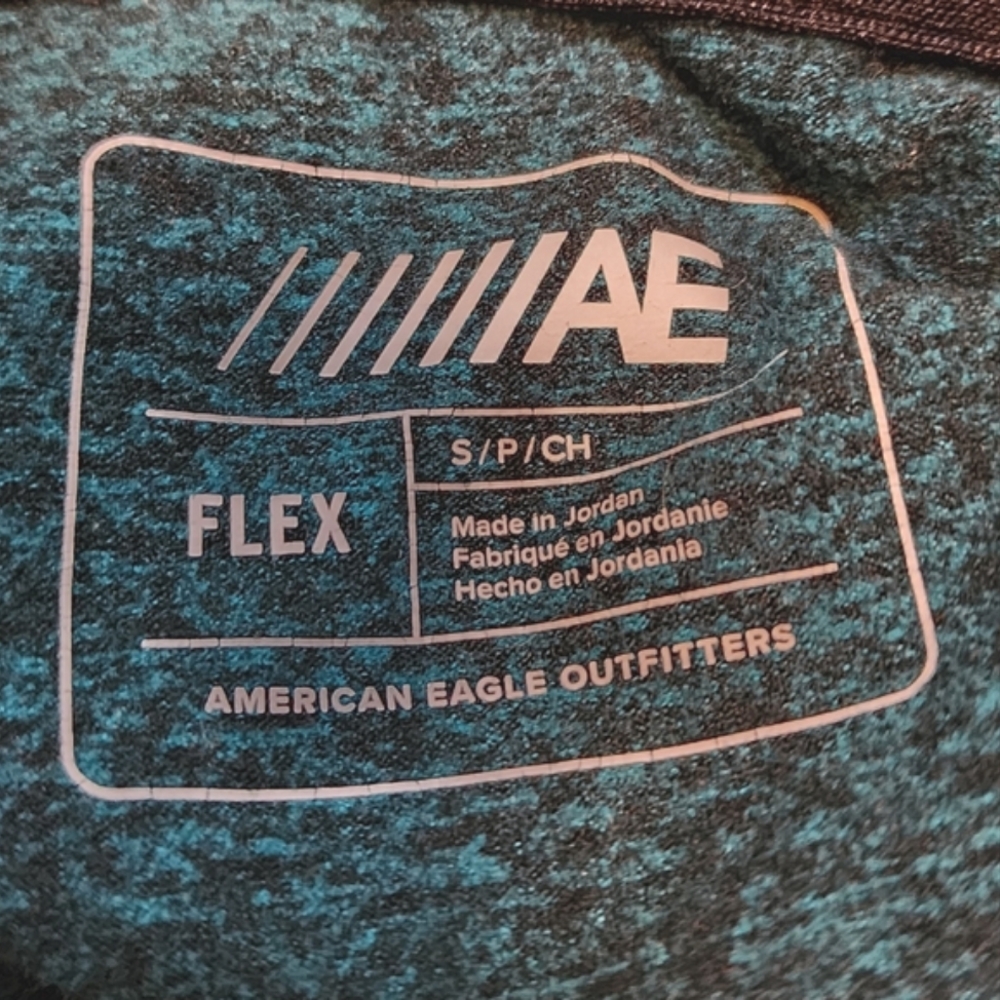 AE
S/P/CH
FLEX
Made in Jordan
Fabriqué en Jordanie
Hecho en Jordania
AMERICAN EAGLE OUTFITTERS